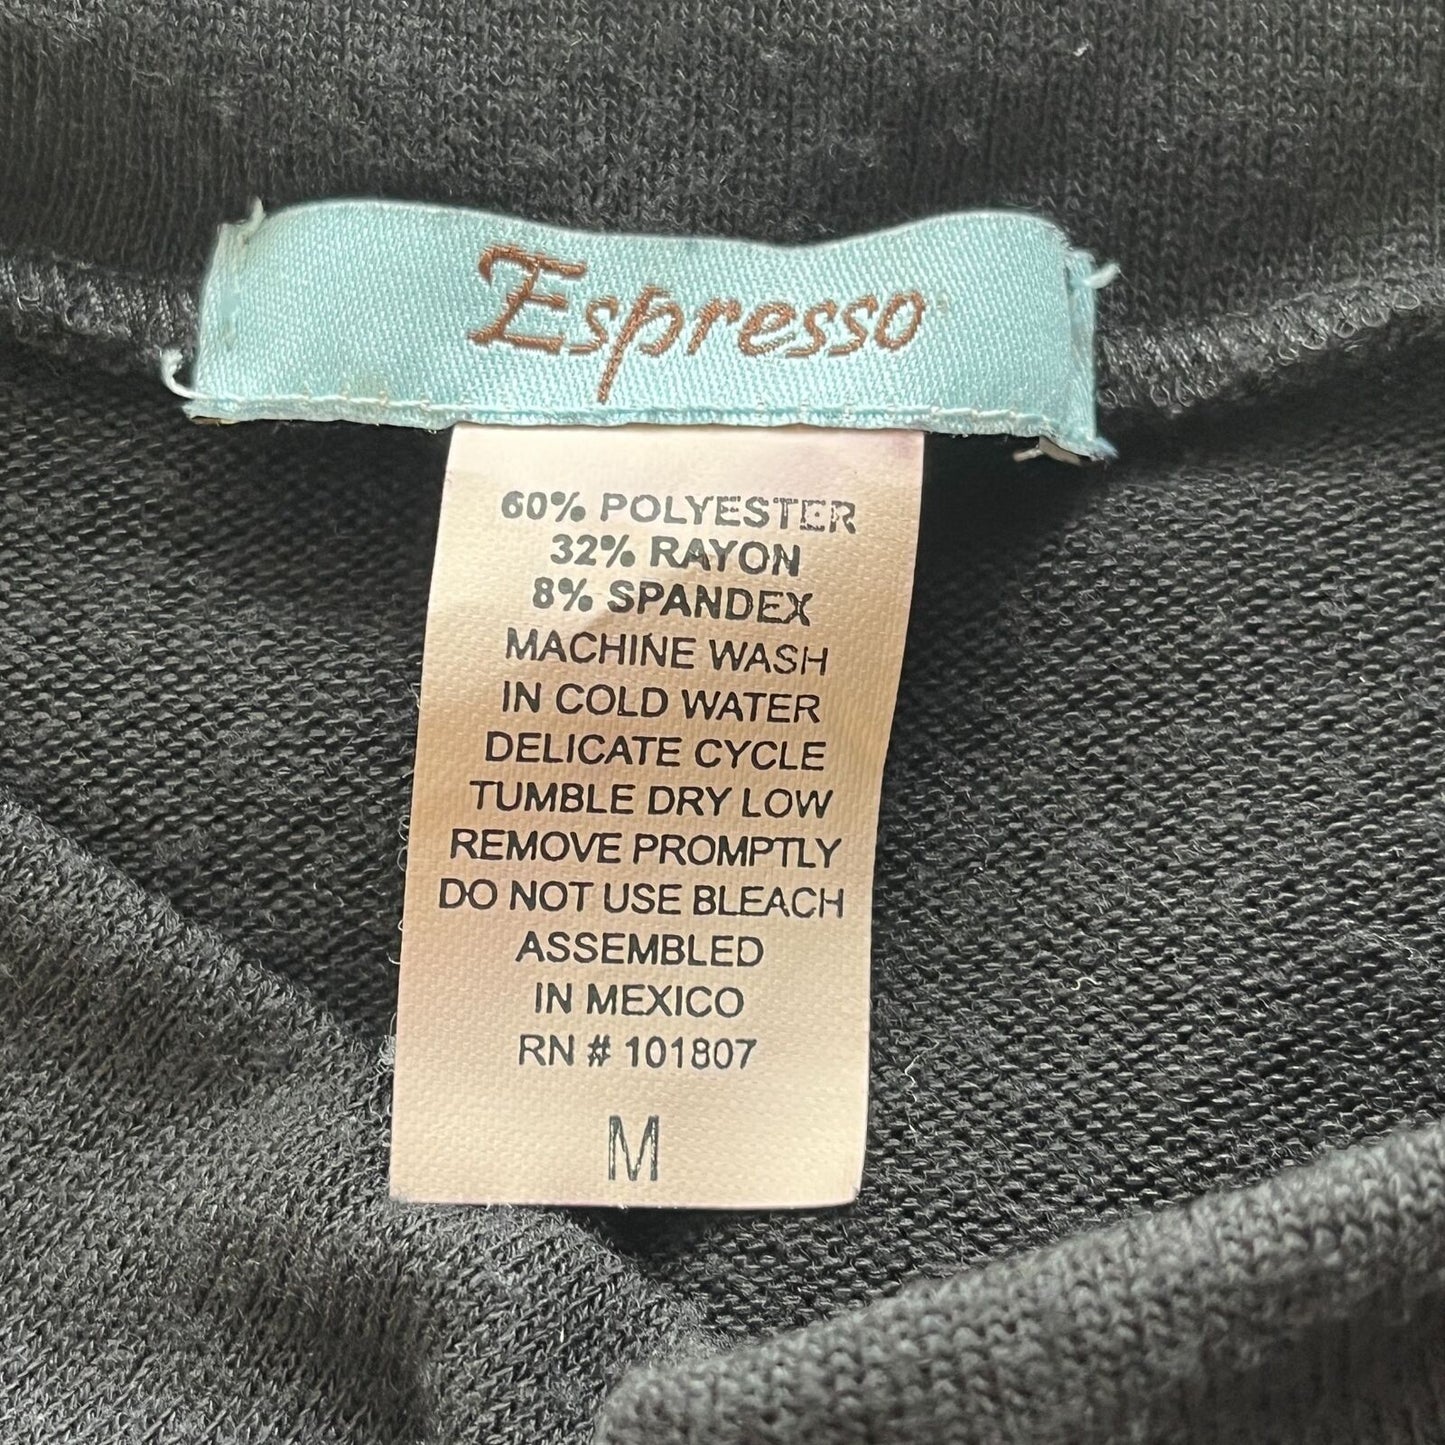 Espresso
60% POLYESTER
32% RAYON
8% SPANDEX
MACHINE WASH
IN COLD WATER
DELICATE CYCLE
TUMBLE DRY LOW
REMOVE PROMPTLY
DO NOT USE BLEACH
ASSEMBLED
IN MEXICO
RN # 101807
M